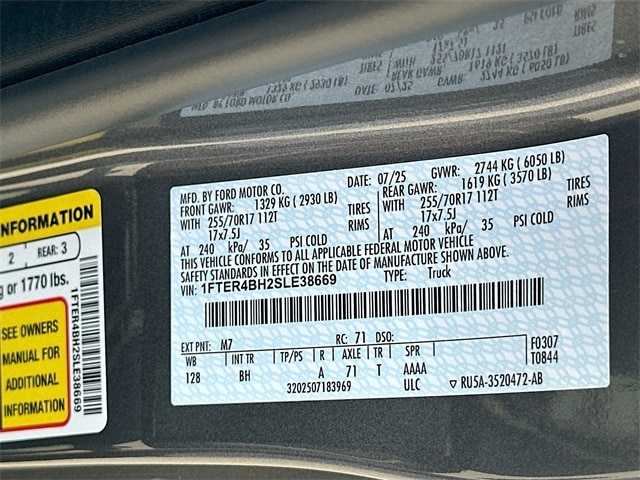 MFD. BY FORD MOTOR CO.
DATE: 07/25 GVWR: 2744 KG (6050 LB)
FRONT GAWR: 1329 KG (2930 LB) REAR GAWR: 1619 KG (3570 LB)
WITH 255/70R17 112T TIRES WITH 255/70R17 112T TIRES
17x7.5J RIMS 17x7.5J RIMS
AT 240 kPa/ 35 PSI COLD AT 240 kPa/ 35 PSI COLD
THIS VEHICLE CONFORMS TO ALL APPLICABLE FEDERAL MOTOR VEHICLE
SAFETY STANDARDS IN EFFECT ON THE DATE OF MANUFACTURE SHOWN ABOVE.
VIN: 1FTER4BH2SLE38669 TYPE: Truck
EXT PNT: M7 RC: 71 DSO:
WB INT TR TP/PS R AXLE TR SPR F0307
128 BH A 71 T AAAA T0844
3202507183969 ULC RU5A-3520472-AB
INFORMATION
2 REAR: 3
g or 1770 lbs.
SEE OWNERS
MANUAL FOR
ADDITIONAL
INFORMATION
1FTER4BH2SLE38669